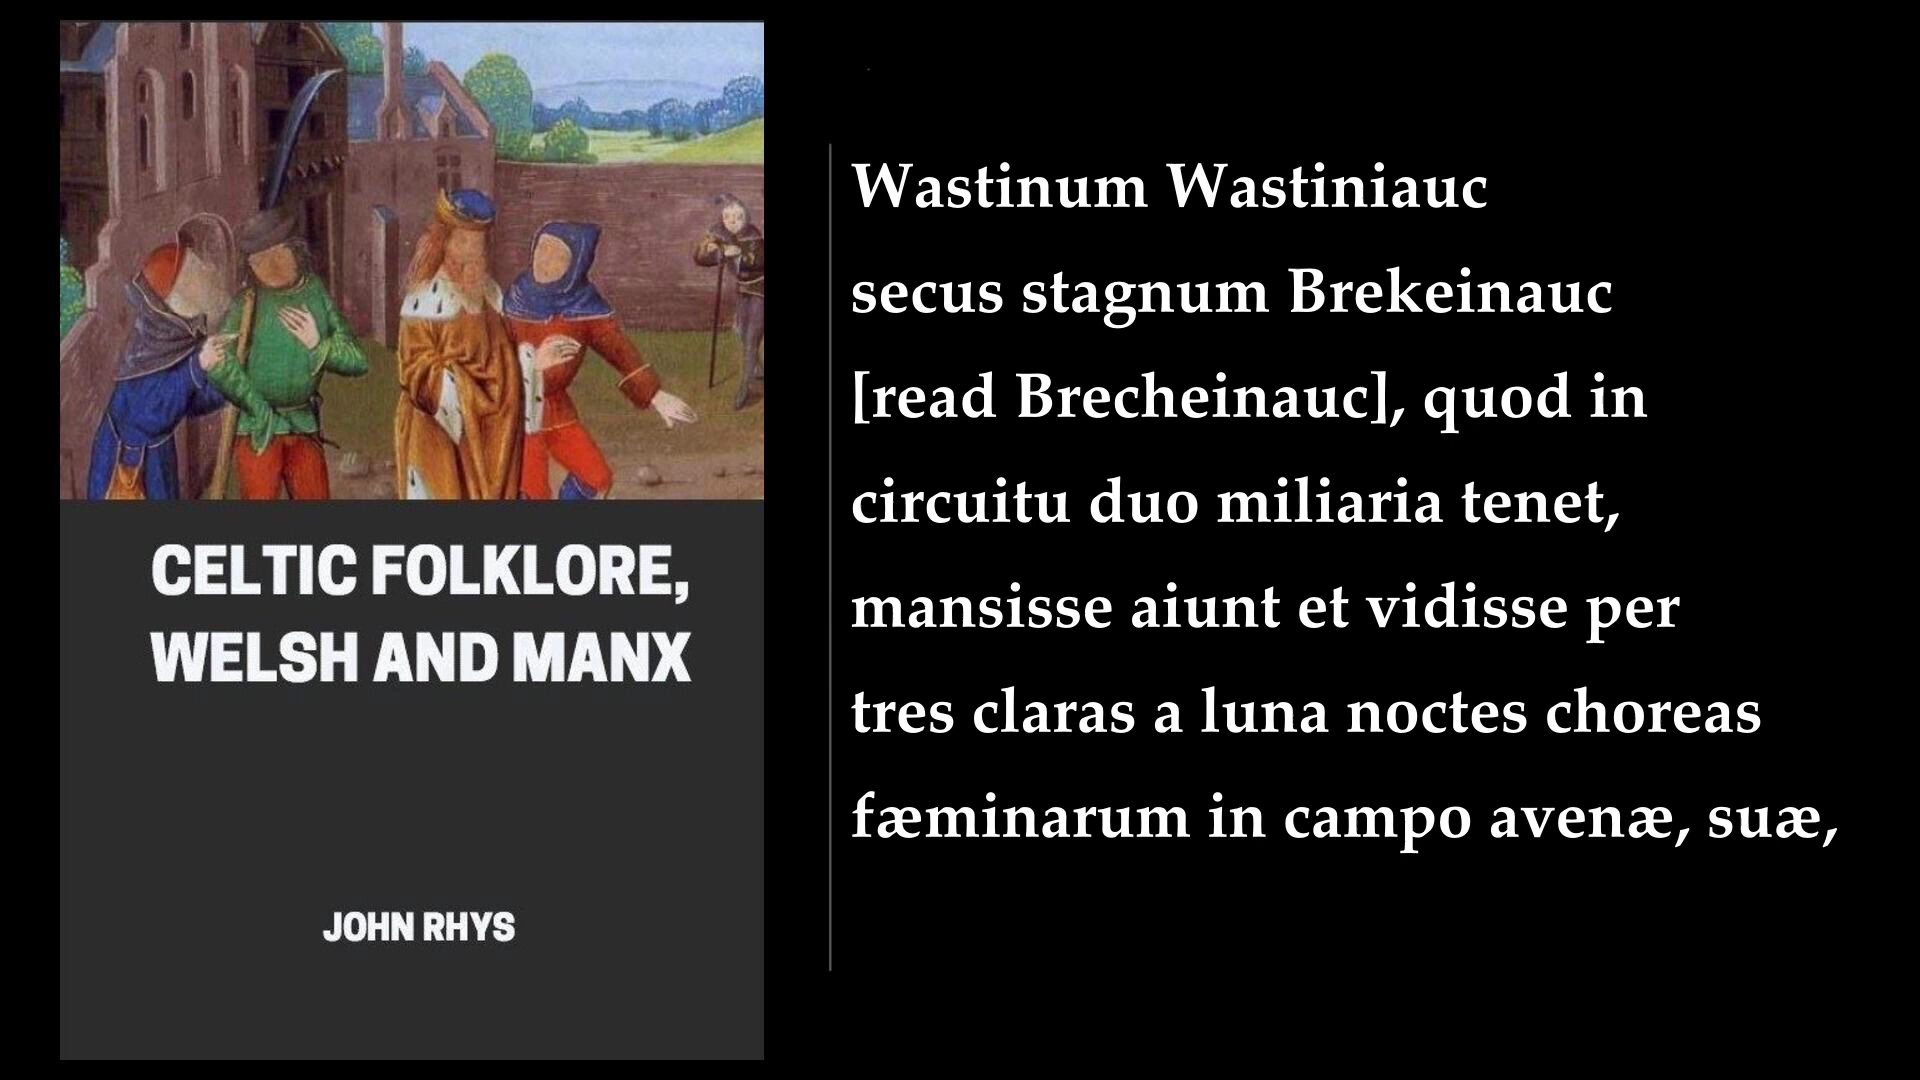 CELTIC FOLKLORE,
WELSH AND MANX
JOHN RHYS
Wastinum Wastiniauc
secus stagnum Brekeinauc
[read Brecheinauc], quod in
circuitu duo miliaria tenet,
mansisse aiunt et vidisse per
tres claras a luna noctes choreas
fæminarum in campo avenæ, suæ,